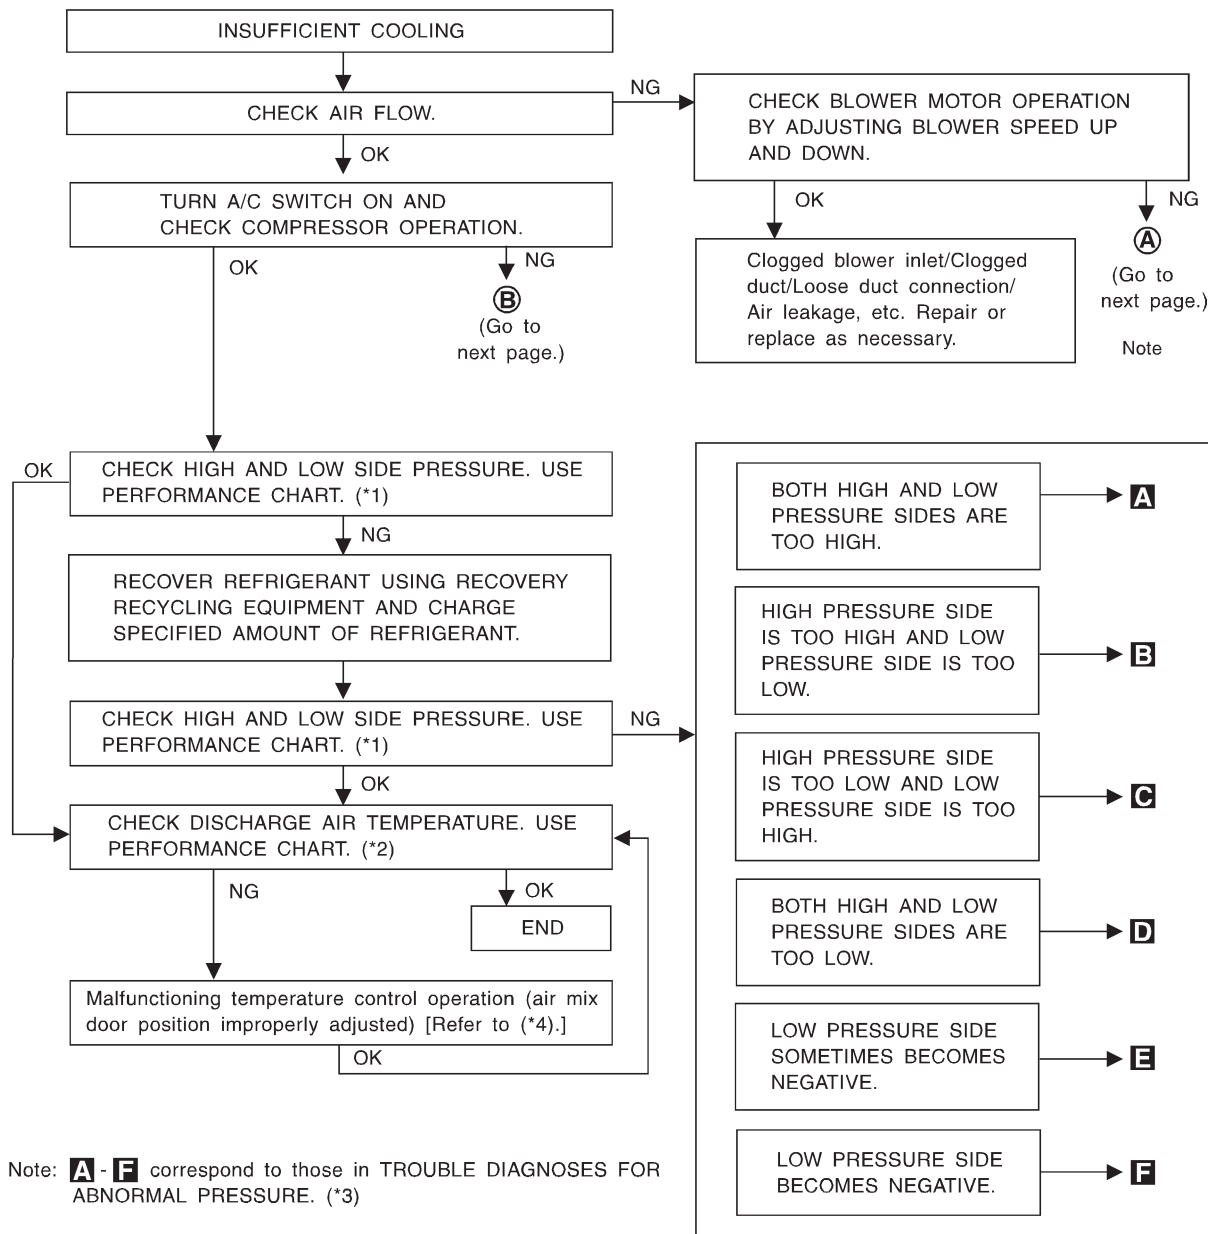 INSUFFICIENT COOLING
CHECK AIR FLOW.
NG
OK
CHECK BLOWER MOTOR OPERATION
BY ADJUSTING BLOWER SPEED UP
AND DOWN.
OK
NG
Clogged blower inlet/Clogged
duct/Loose duct connection/
Air leakage, etc. Repair or
replace as necessary.
A
(Go to
next page.)
Note
TURN A/C SWITCH ON AND
CHECK COMPRESSOR OPERATION.
OK
NG
B
(Go to
next page.)
OK
CHECK HIGH AND LOW SIDE PRESSURE. USE
PERFORMANCE CHART. (*1)
NG
RECOVER REFRIGERANT USING RECOVERY
RECYCLING EQUIPMENT AND CHARGE
SPECIFIED AMOUNT OF REFRIGERANT.
CHECK HIGH AND LOW SIDE PRESSURE. USE
PERFORMANCE CHART. (*1)
NG
OK
CHECK DISCHARGE AIR TEMPERATURE. USE
PERFORMANCE CHART. (*2)
NG
OK
END
Malfunctioning temperature control operation (air mix
door position improperly adjusted) [Refer to (*4).]
OK
BOTH HIGH AND LOW
PRESSURE SIDES ARE
TOO HIGH.
A
HIGH PRESSURE SIDE
IS TOO HIGH AND LOW
PRESSURE SIDE IS TOO
LOW.
B
HIGH PRESSURE SIDE
IS TOO LOW AND LOW
PRESSURE SIDE IS TOO
HIGH.
C
BOTH HIGH AND LOW
PRESSURE SIDES ARE
TOO LOW.
D
LOW PRESSURE SIDE
SOMETIMES BECOMES
NEGATIVE.
E
LOW PRESSURE SIDE
BECOMES NEGATIVE.
F
Note: A - F correspond to those in TROUBLE DIAGNOSES FOR
ABNORMAL PRESSURE. (*3)